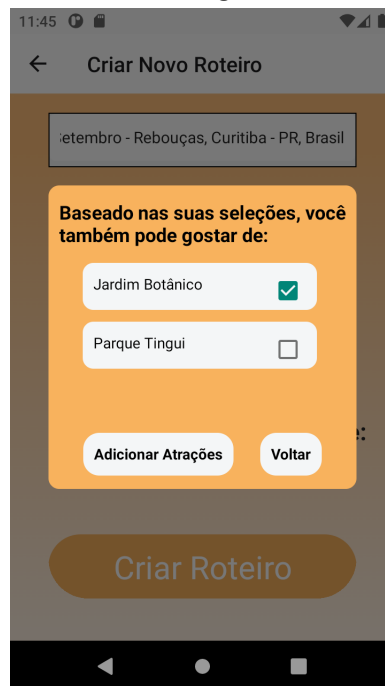 11:45
Criar Novo Roteiro
Setembro - Rebouças, Curitiba - PR, Brasil
Baseado nas suas seleções, você
também pode gostar de:
Jardim Botânico
Parque Tingui
e:
Adicionar Atrações
Voltar
Criar Roteiro